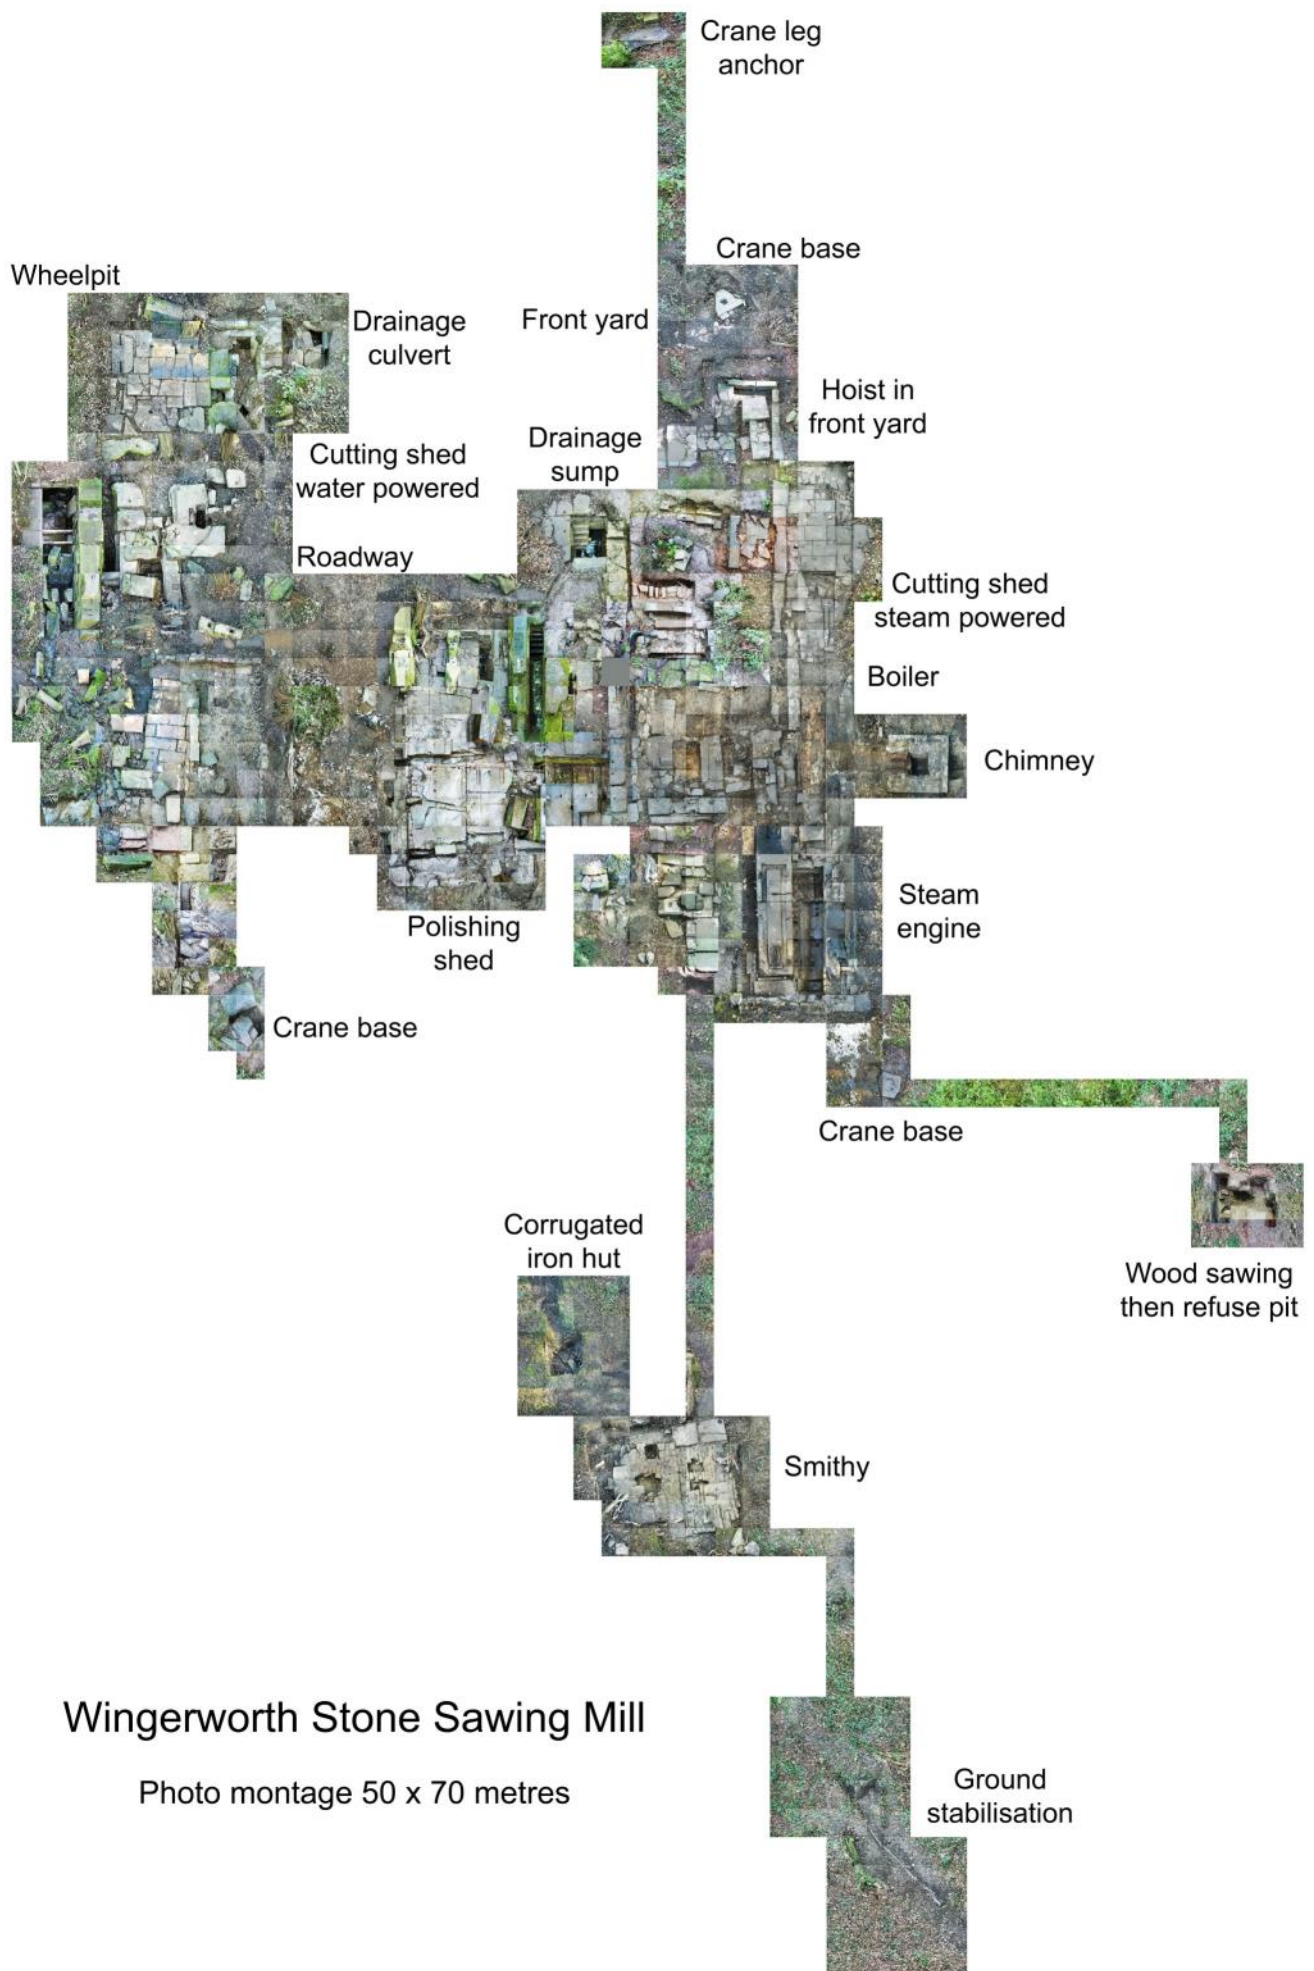 Crane leg
anchor
Crane base
Wheelpit
Drainage
culvert
Front yard
Hoist in
front yard
Drainage
sump
Cutting shed
water powered
Roadway
Cutting shed
steam powered
Boiler
Chimney
Steam
engine
Polishing
shed
Crane base
Crane base
Corrugated
iron hut
Wood sawing
then refuse pit
Smithy
Wingerworth Stone Sawing Mill
Photo montage 50 x 70 metres
Ground
stabilisation